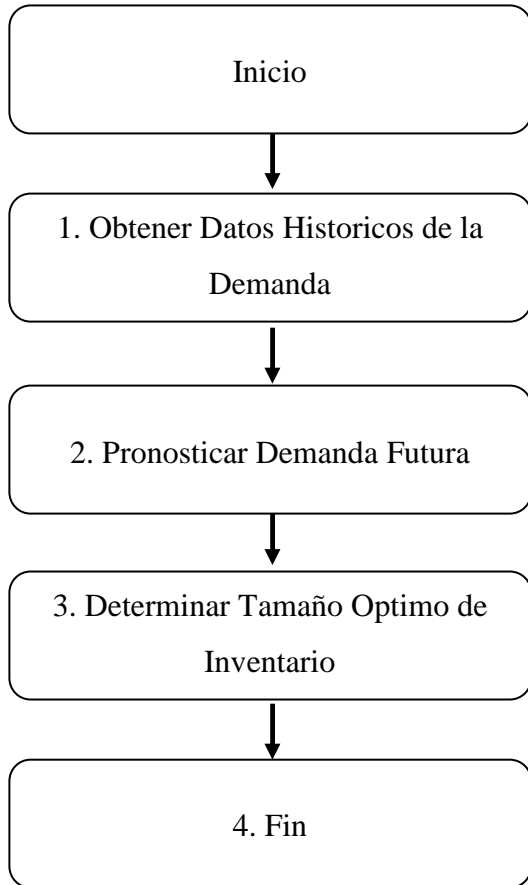 Inicio
1. Obtener Datos Historicos de la
Demanda
2. Pronosticar Demanda Futura
3. Determinar Tamaño Optimo de
Inventario
4. Fin